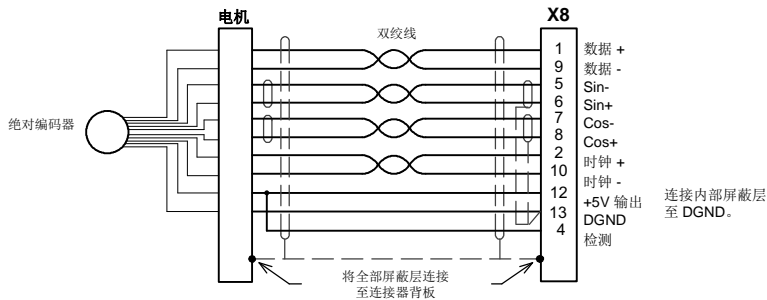 电机
X8
双绞线
绝对编码器
1 数据 +
9 数据 -
5 Sin-
6 Sin+
7 Cos-
8 Cos+
2 时钟 +
10 时钟 -
12 +5V 输出
13 DGND
4 检测
连接内部屏蔽层
至 DGND。
将全部屏蔽层连接
至连接器背板